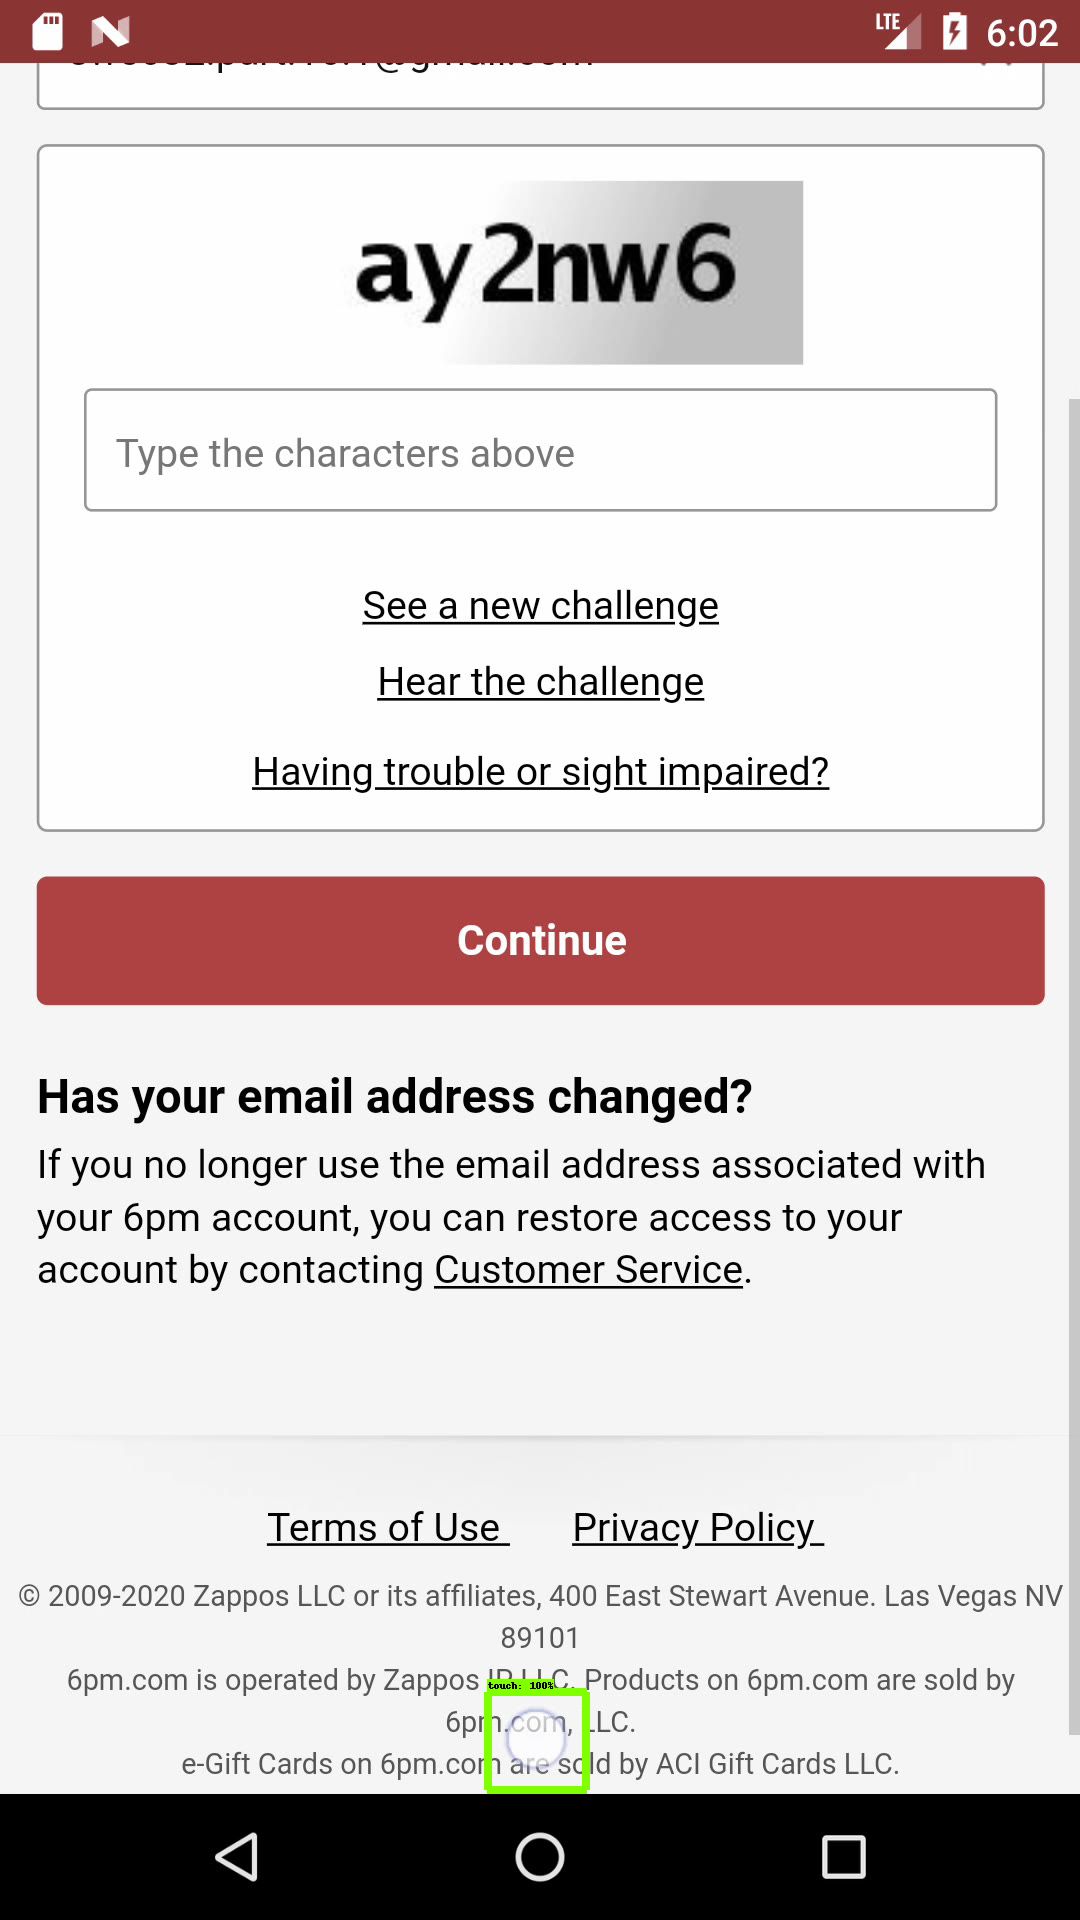 LTE 6:02
ay2nw6
Type the characters above
See a new challenge
Hear the challenge
Having trouble or sight impaired?
Continue
Has your email address changed?
If you no longer use the email address associated with
your 6pm account, you can restore access to your
account by contacting Customer Service.
Terms of Use Privacy Policy
© 2009-2020 Zappos LLC or its affiliates, 400 East Stewart Avenue. Las Vegas NV
89101
6pm.com is operated by Zappos IP LLC. Products on 6pm.com are sold by
touch: 100%
6pm.com, LLC.
e-Gift Cards on 6pm.com are sold by ACI Gift Cards LLC.